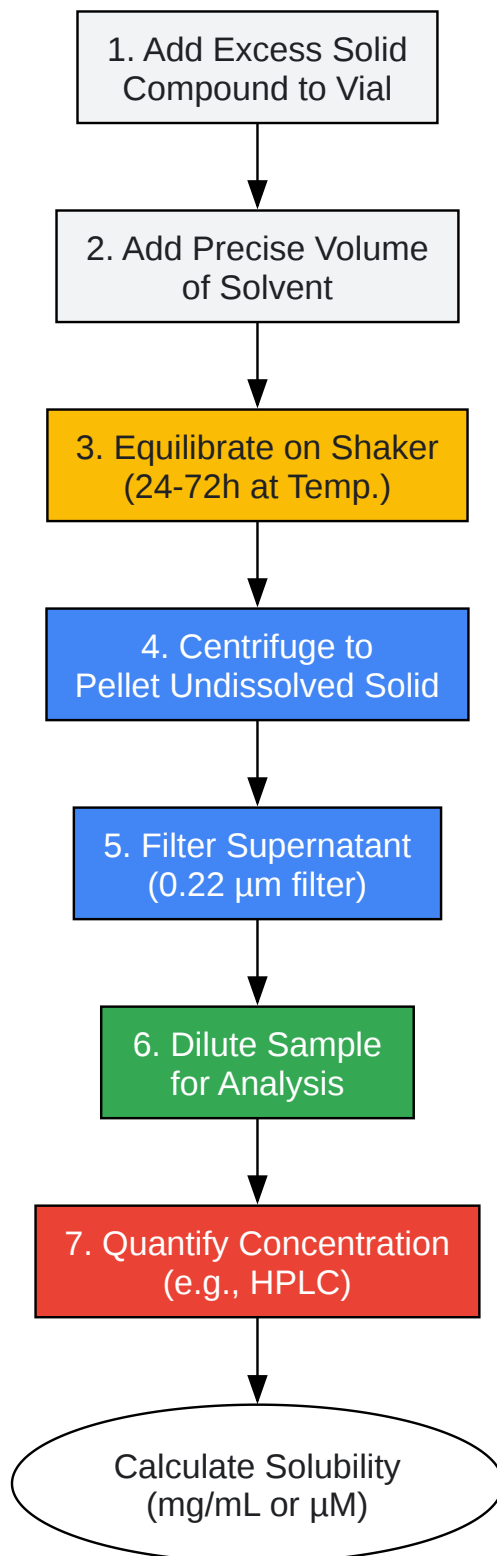 1. Add Excess Solid
Compound to Vial
2. Add Precise Volume
of Solvent
3. Equilibrate on Shaker
(24-72h at Temp.)
4. Centrifuge to
Pellet Undissolved Solid
5. Filter Supernatant
(0.22 µm filter)
6. Dilute Sample
for Analysis
7. Quantify Concentration
(e.g., HPLC)
Calculate Solubility
(mg/mL or µM)